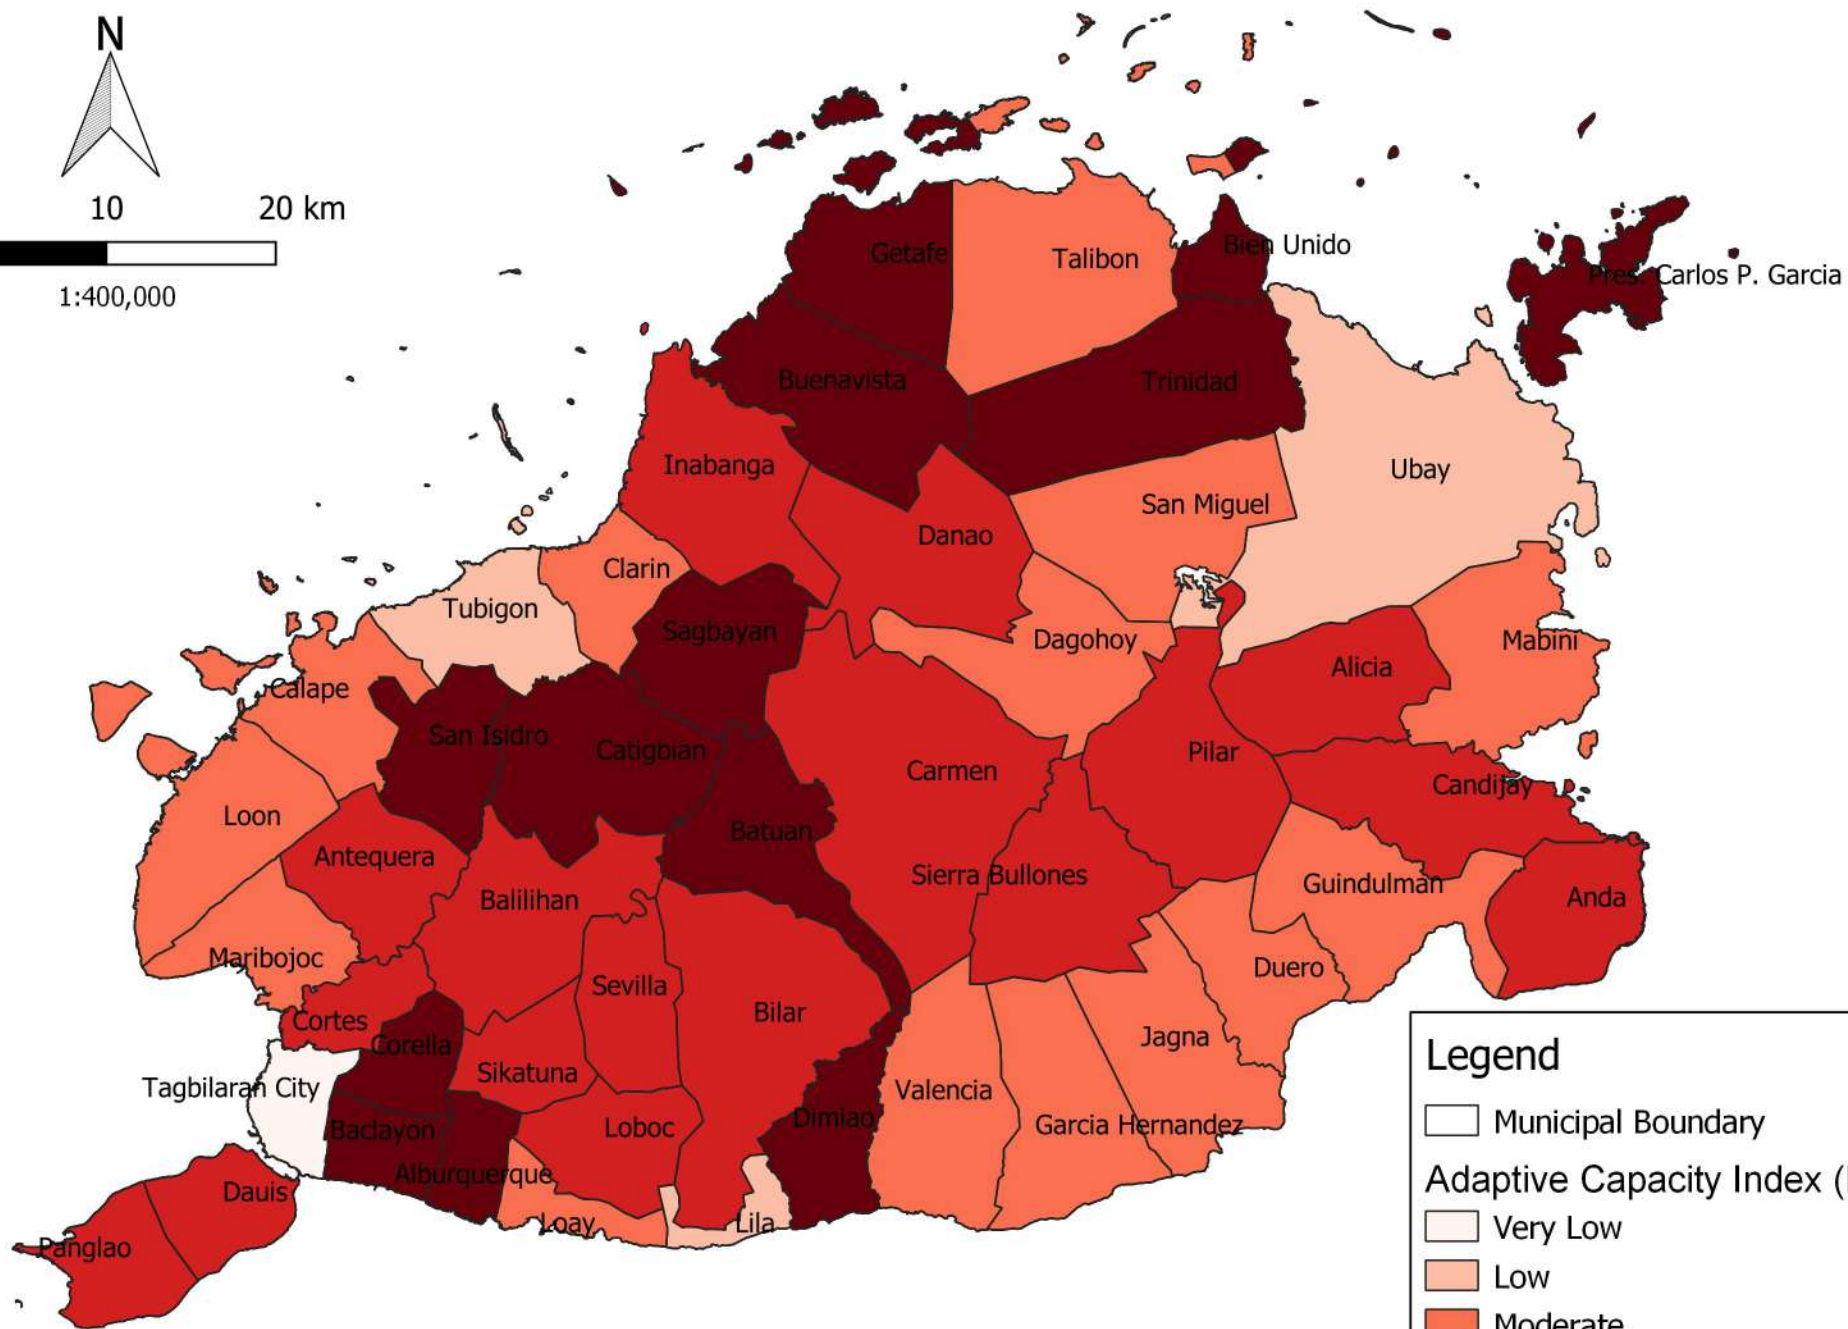 N
10 20 km
1:400,000
Getafe
Talibon
Bien Unido
Pres. Carlos P. Garcia
Buenavista
Trinidad
Inabanga
Ubay
San Miguel
Danao
Clarin
Tubigon
Sagbayan
Dagohoy
Mabini
Alicia
Calape
San Isidro
Catigbian
Pilar
Carmen
Candijay
Loon
Batuan
Antequera
Sierra Bullones
Guindulman
Anda
Balilihan
Maribojoc
Duero
Sevilla
Bilar
Cortes
Jagna
Corella
Sikatuna
Tagbilaran City
Valencia
Baclayon
Loboc
Dimiao
Garcia Hernandez
Alburquerque
Dauis
Loay
Lila
Panglao
Legend
Municipal Boundary
Adaptive Capacity Index (
Very Low
Low
Moderate